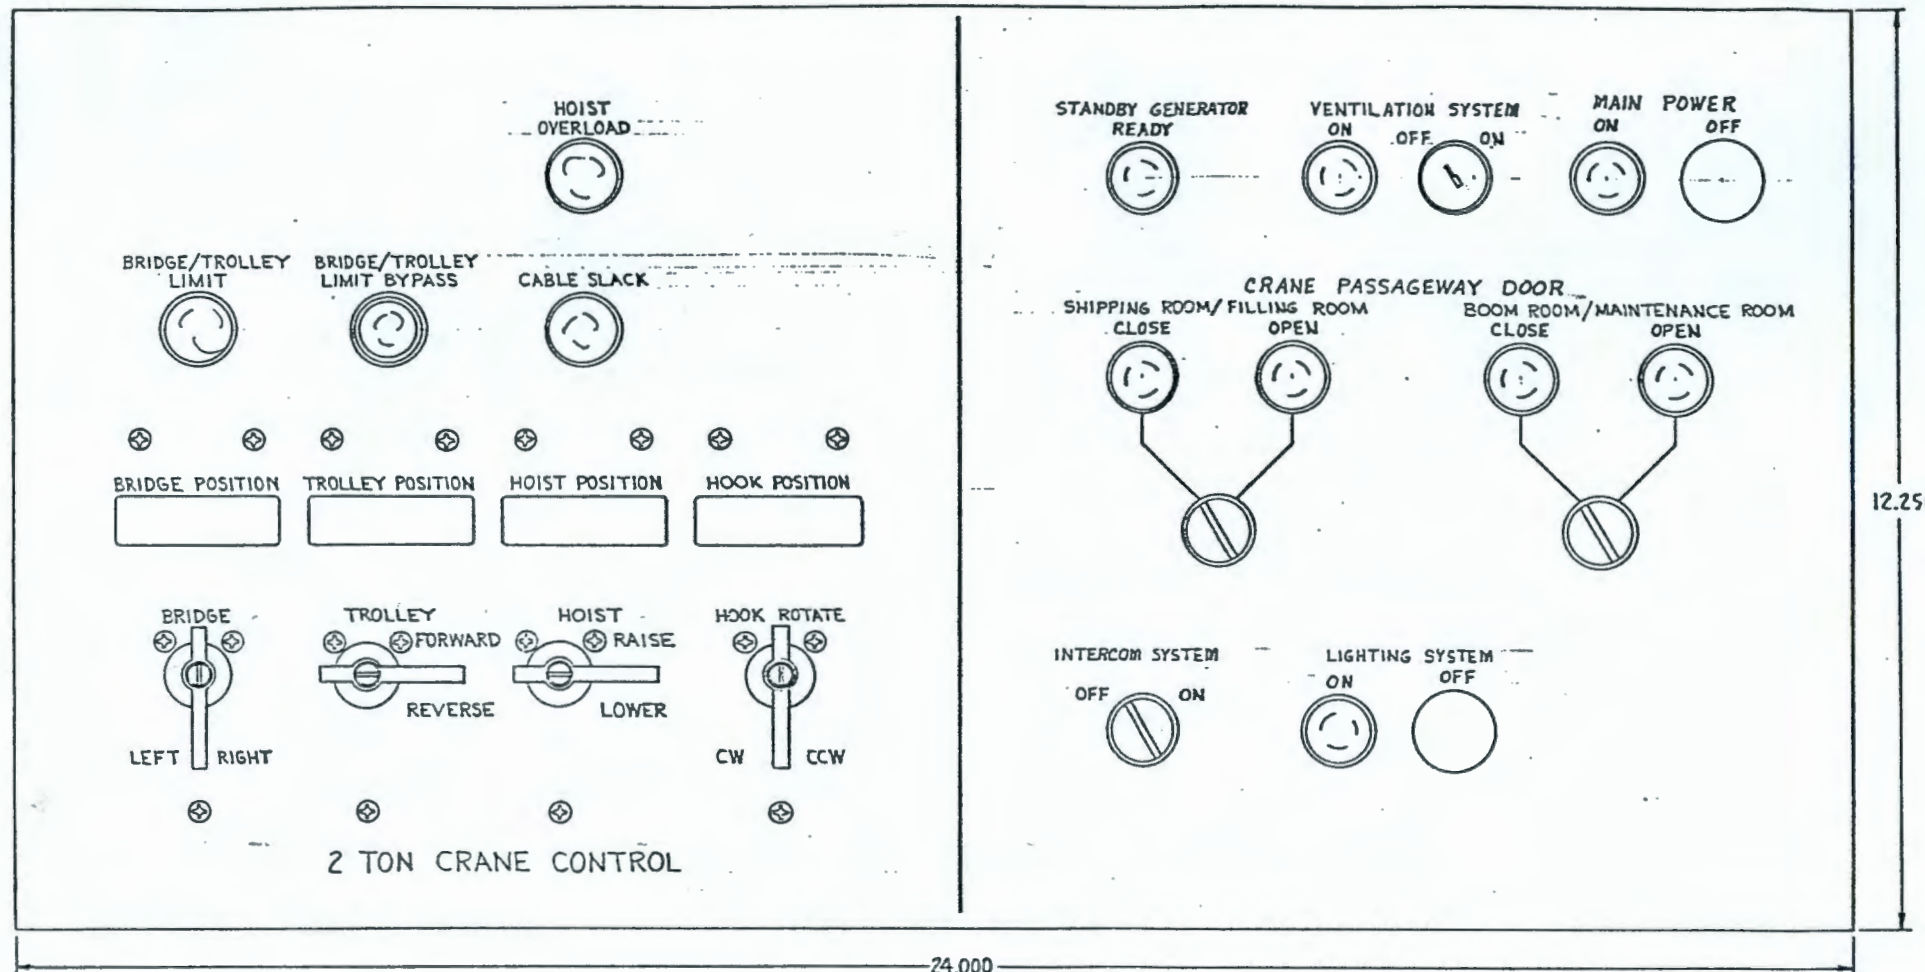 HOIST
OVERLOAD
BRIDGE/TROLLEY
LIMIT
BRIDGE/TROLLEY
LIMIT BYPASS
CABLE SLACK
BRIDGE POSITION
TROLLEY POSITION
HOIST POSITION
HOOK POSITION
BRIDGE
LEFT
RIGHT
TROLLEY
FORWARD
REVERSE
HOIST
RAISE
LOWER
HOOK ROTATE
CW
CCW
2 TON CRANE CONTROL
STANDBY GENERATOR
READY
VENTILATION SYSTEM
ON
OFF
ON
MAIN POWER
ON
OFF
CRANE PASSAGEWAY DOOR
SHIPPING ROOM/FILLING ROOM
CLOSE
OPEN
BOOM ROOM/MAINTENANCE ROOM
CLOSE
OPEN
INTERCOM SYSTEM
OFF
ON
LIGHTING SYSTEM
ON
OFF
12.25
24.000